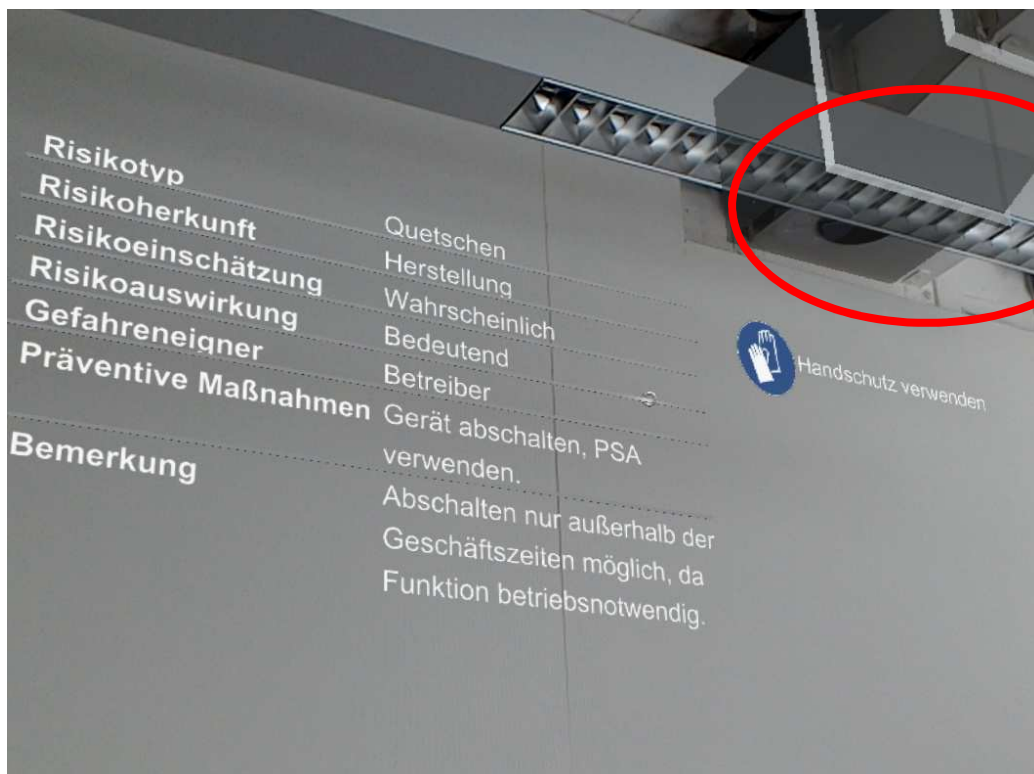 Risikotyp Quetschen
Risikoherkunft Herstellung
Risikoeinschätzung Wahrscheinlich
Risikoauswirkung Bedeutend
Gefahreneigner Betreiber
Präventive Maßnahmen Gerät abschalten, PSA
verwenden.
Bemerkung Abschalten nur außerhalb der
Geschäftszeiten möglich, da
Funktion betriebsnotwendig.
Handschutz verwenden